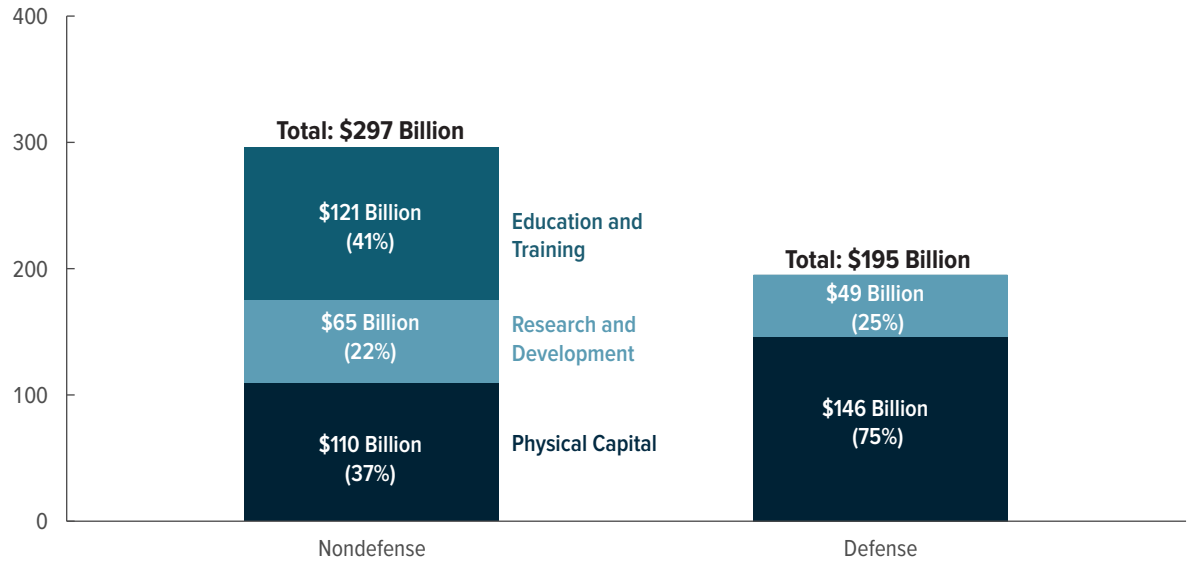 400
300
200
100
0
Total: $297 Billion
$121 Billion
(41%)
Education and
Training
$65 Billion
(22%)
Research and
Development
$110 Billion
(37%)
Physical Capital
Total: $195 Billion
$49 Billion
(25%)
$146 Billion
(75%)
Nondefense
Defense